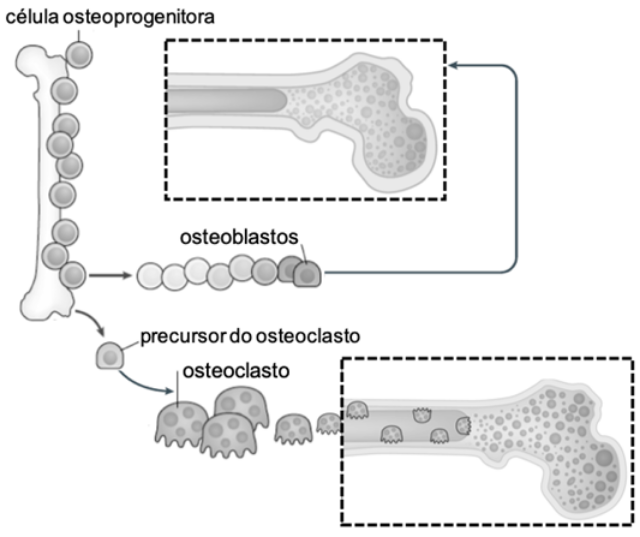 célula osteoprogenitora
osteoblastos
precursor do osteoclasto
osteoclasto